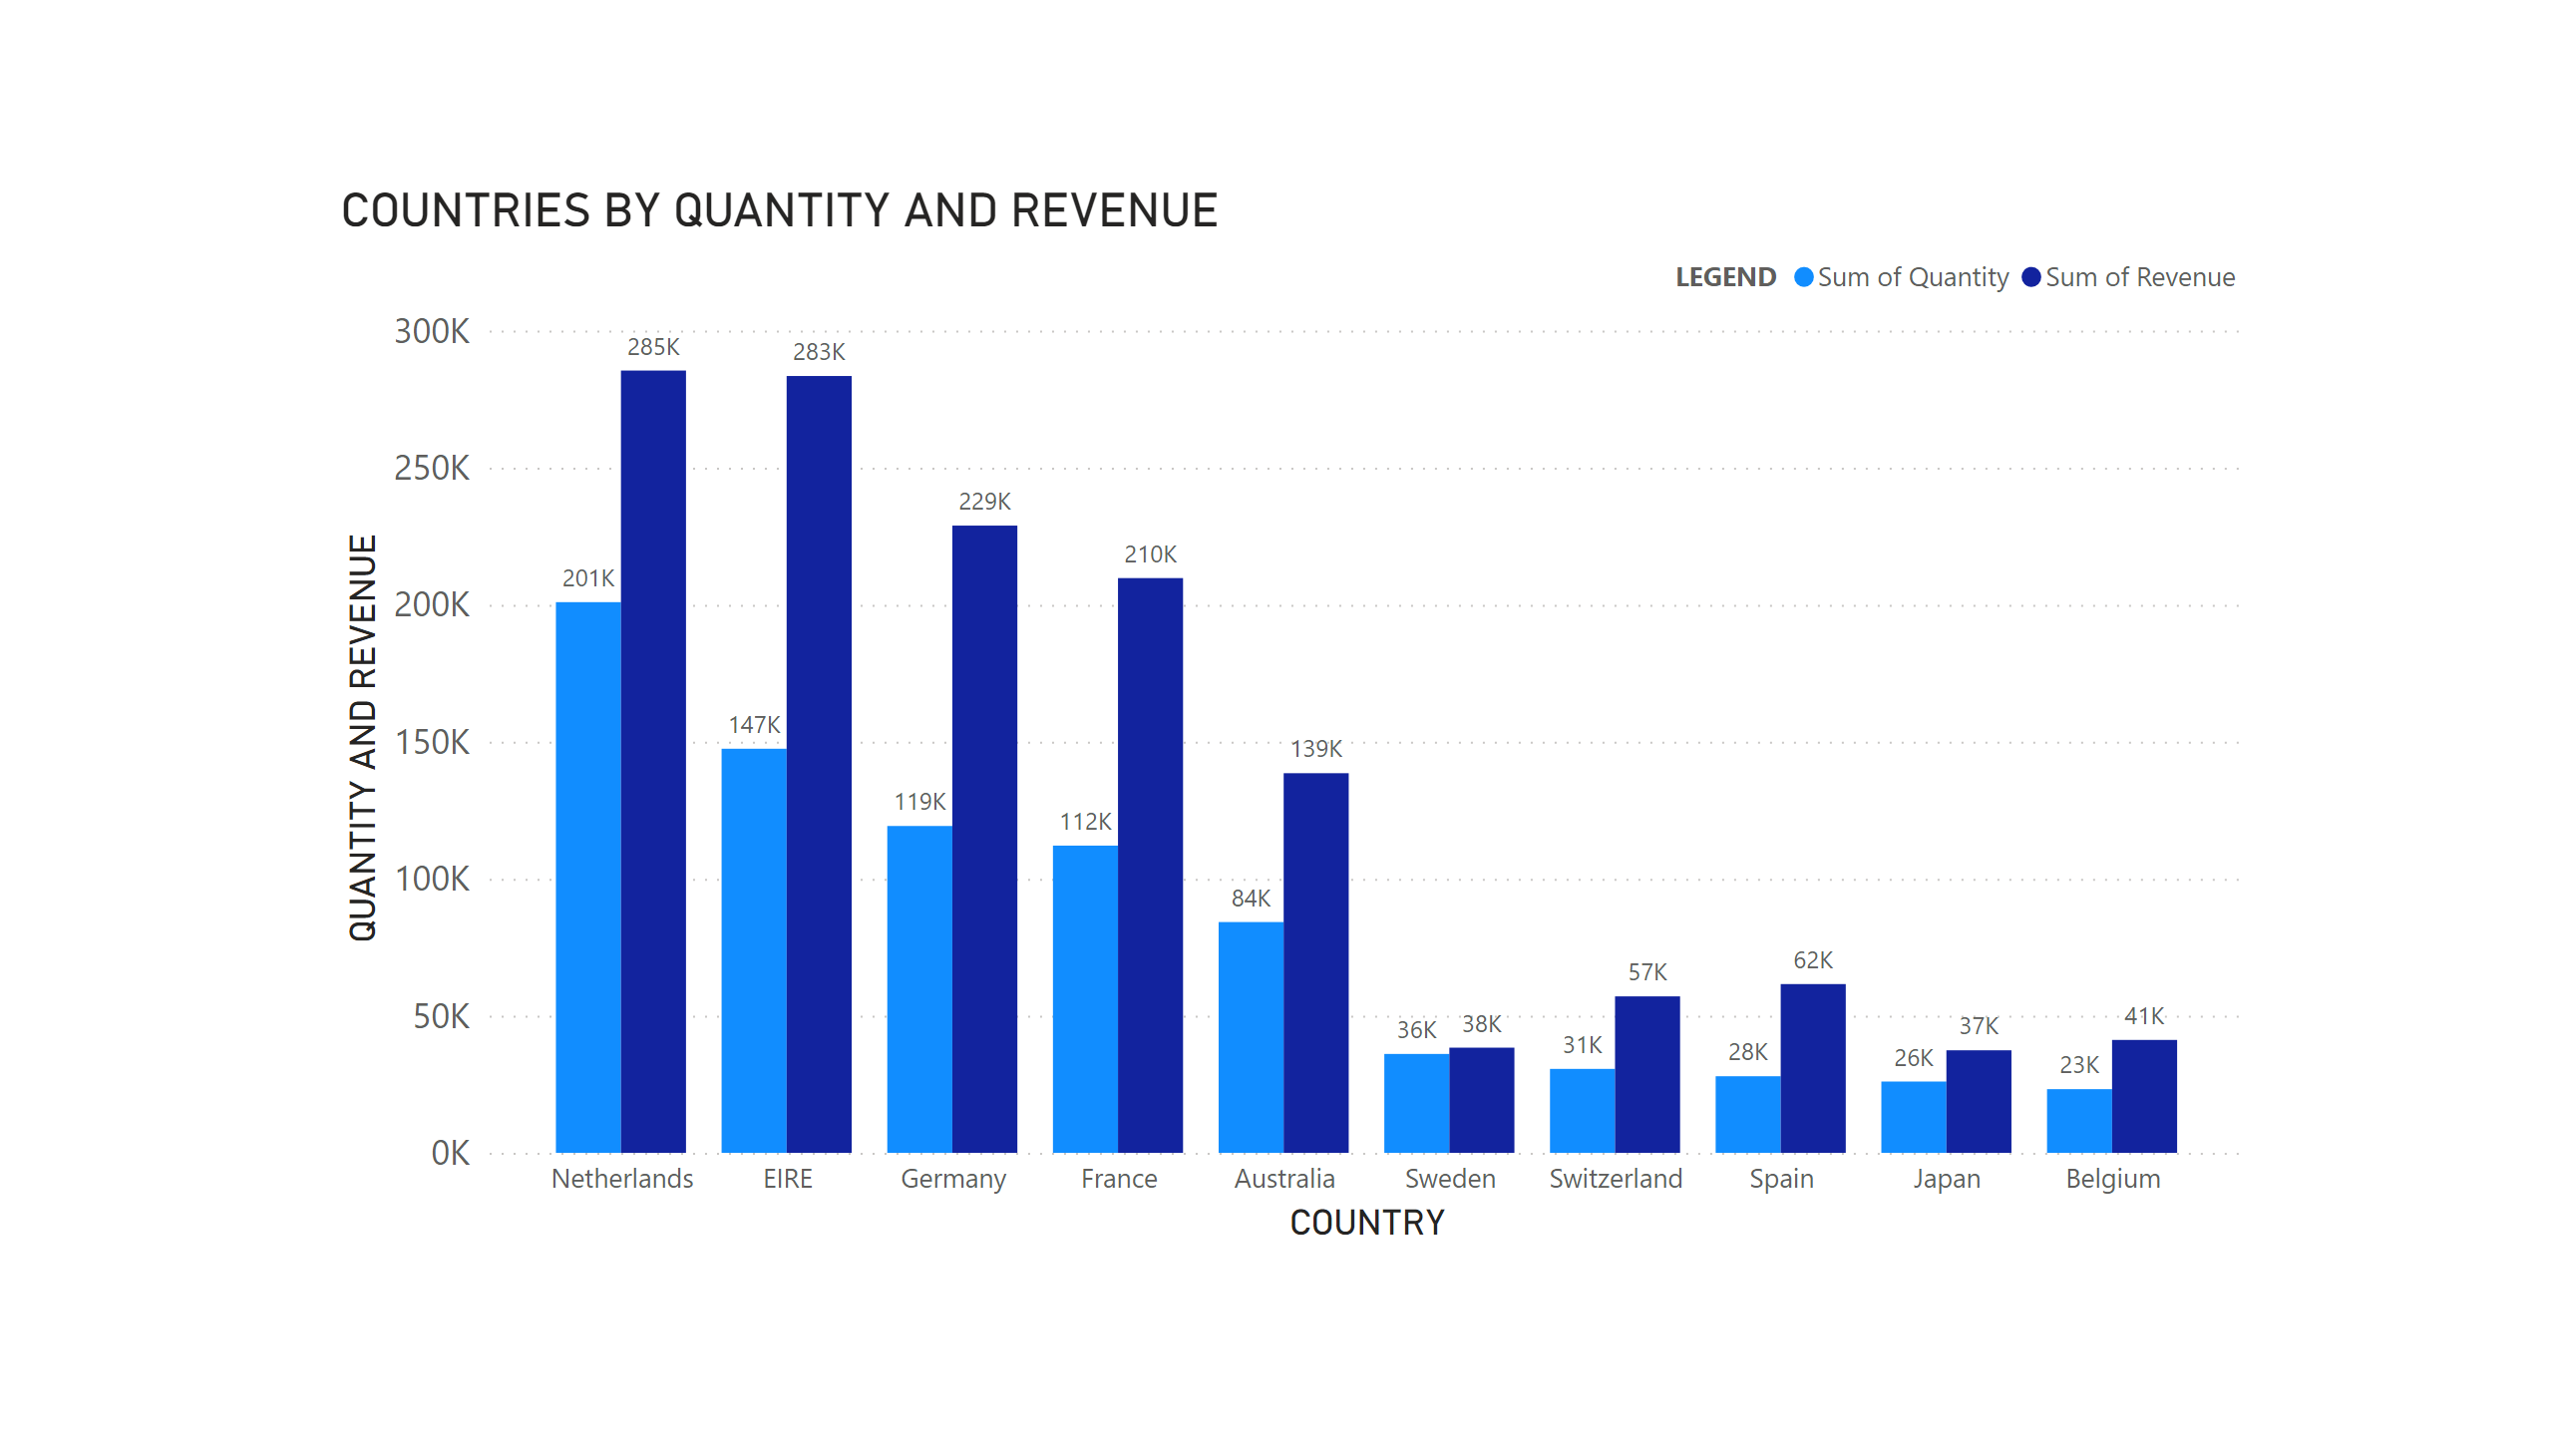 COUNTRIES BY QUANTITY AND REVENUE
LEGEND Sum of Quantity Sum of Revenue
QUANTITY AND REVENUE
300K
250K
200K
150K
100K
50K
0K
201K 285K
147K 283K
119K 229K
112K 210K
84K 139K
36K 38K
31K 57K
28K 62K
26K 37K
23K 41K
Netherlands EIRE Germany France Australia Sweden Switzerland Spain Japan Belgium
COUNTRY